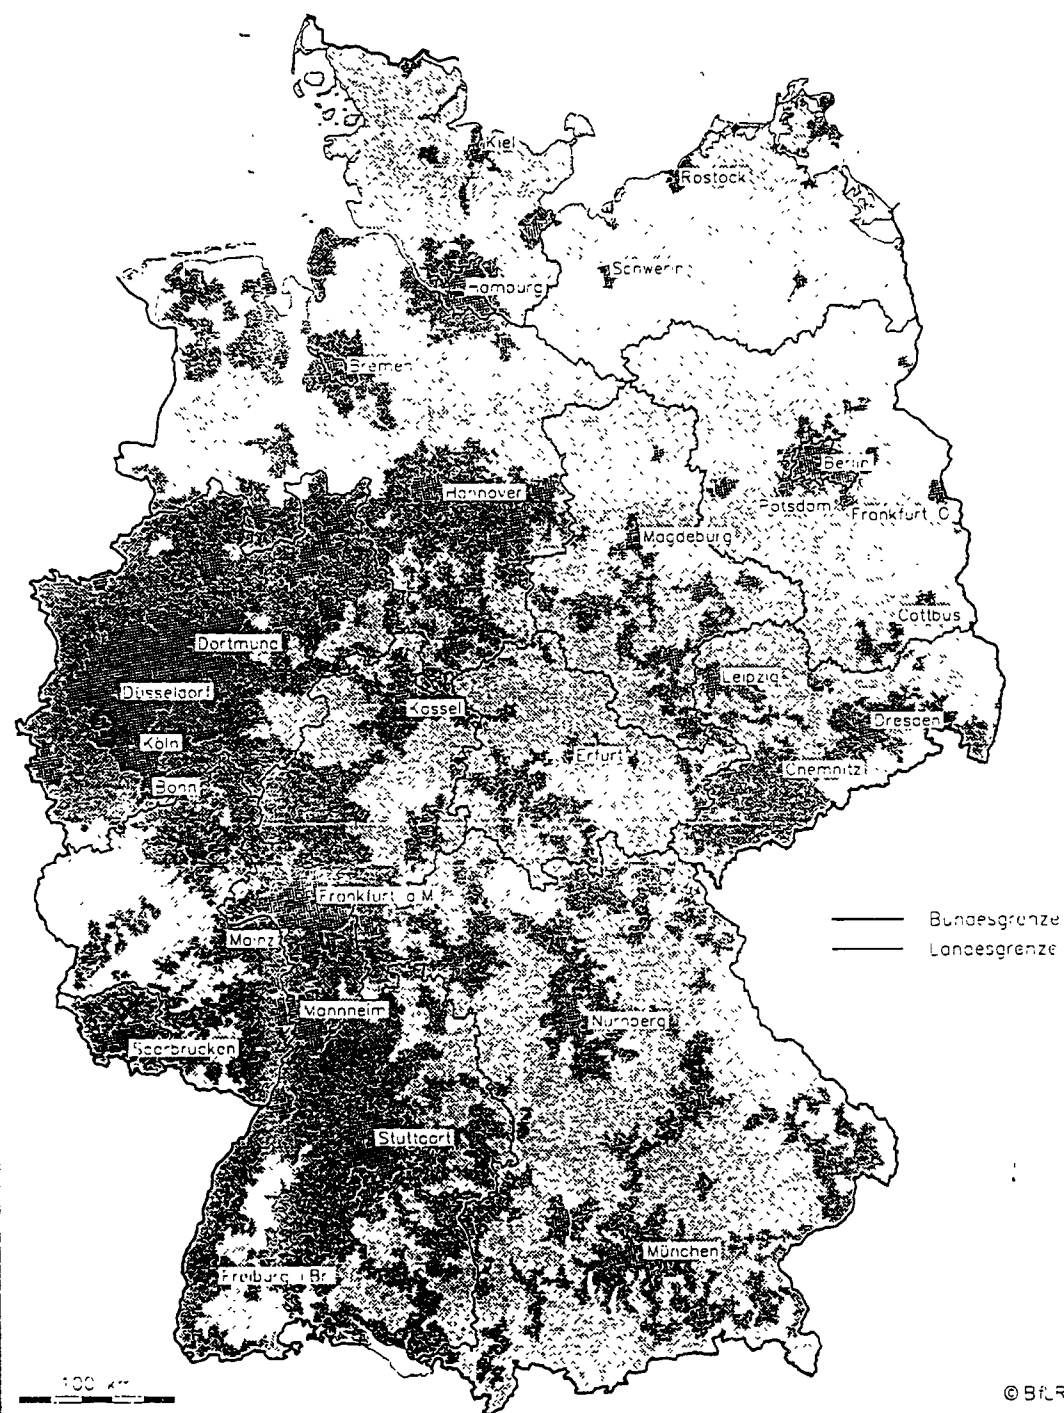 Kiel
Rostock
Schwerin
Hamburg
Bremen
Berlin
Hannover
Potsdam
Frankfurt O
Magdeburg
Cottbus
Dortmund
Leipzig
Düsseldorf
Kassel
Dresden
Köln
Erfurt
Chemnitz
Bonn
Frankfurt a M
Bundesgrenze
Mainz
Landesgrenze
Mannheim
Nürnberg
Saarbrücken
Stuttgart
München
Freiburg i Br
100 km
© BfLR